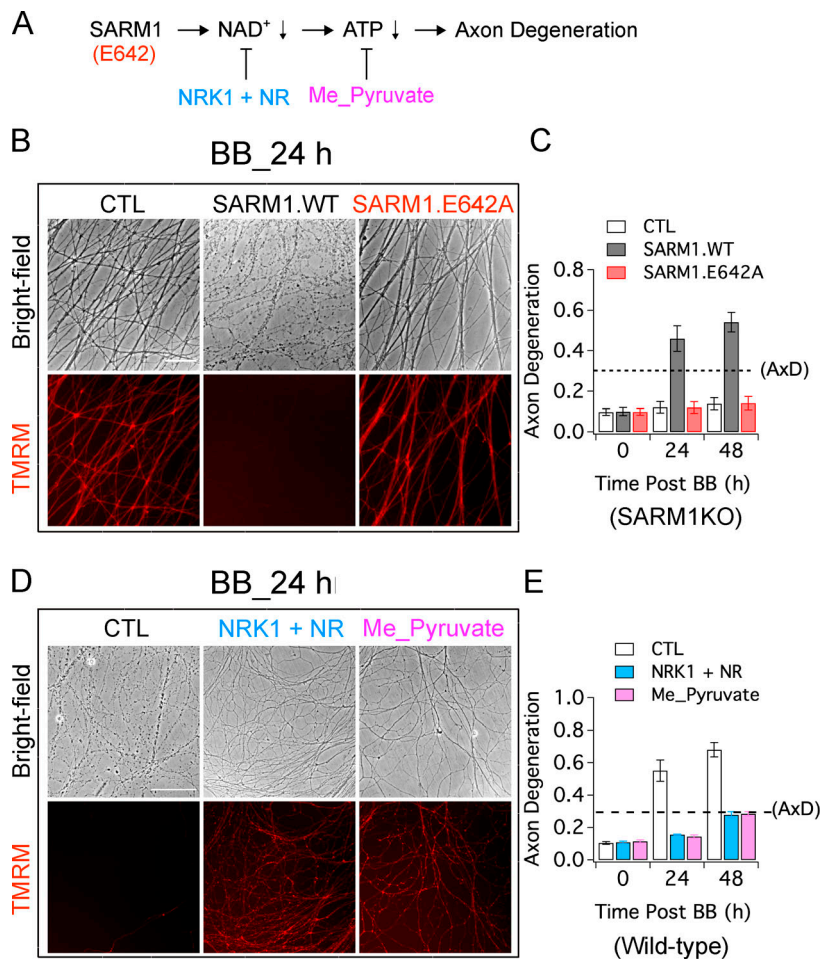 A
SARM1 → NAD⁺ ↓ → ATP ↓ → Axon Degeneration
(E642)
NRK1 + NR Me_Pyruvate
B
BB_24 h
CTL SARM1.WT SARM1.E642A
Bright-field
TMRM
C
CTL
SARM1.WT
SARM1.E642A
Axon Degeneration
0.8
0.6
0.4
0.2
0.0
(AxD)
0 24 48
Time Post BB (h)
(SARM1KO)
D
BB_24 h
CTL NRK1 + NR Me_Pyruvate
Bright-field
TMRM
E
CTL
NRK1 + NR
Me_Pyruvate
Axon Degeneration
1.0
0.8
0.6
0.4
0.2
0.0
(AxD)
0 24 48
Time Post BB (h)
(Wild-type)